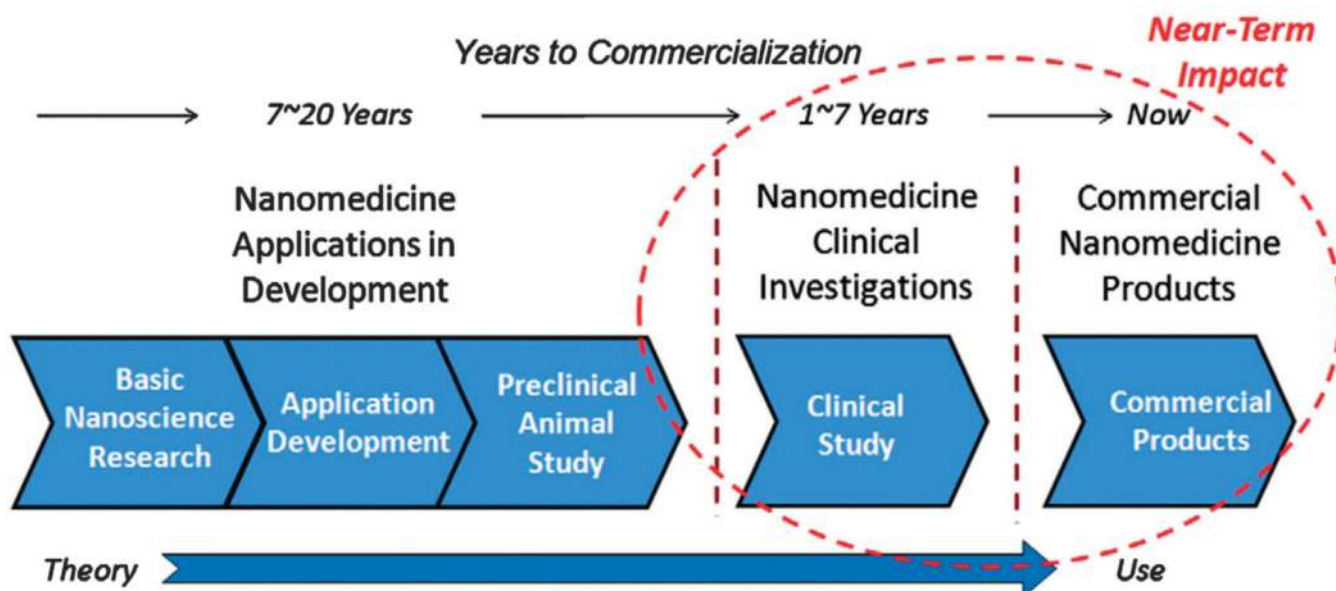 Years to Commercialization
Near-Term
Impact
7~20 Years
1~7 Years
Now
Nanomedicine
Applications in
Development
Nanomedicine
Clinical
Investigations
Commercial
Nanomedicine
Products
Basic
Nanoscience
Research
Application
Development
Preclinical
Animal
Study
Clinical
Study
Commercial
Products
Theory
Use